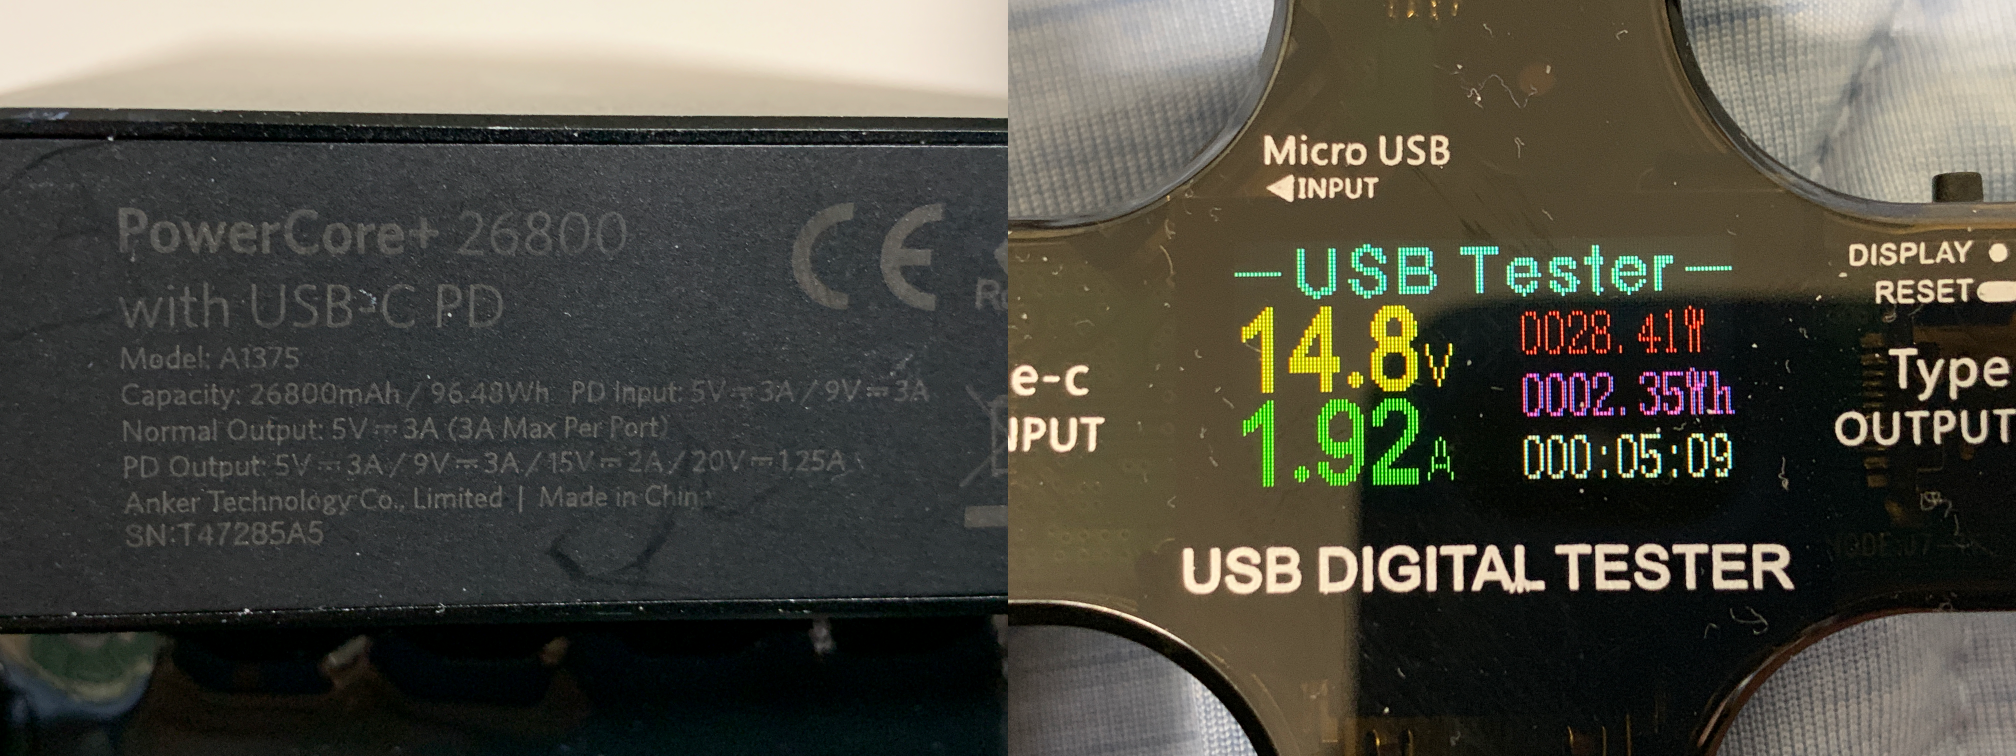 PowerCore+ 26800
with USB-C PD
Model: A1375
Capacity: 26800mAh / 96.48Wh PD Input: 5V⎓3A / 9V⎓3A
Normal Output: 5V⎓3A (3A Max Per Port)
PD Output: 5V⎓3A / 9V⎓3A / 15V⎓2A / 20V⎓1.25A
Anker Technology Co., Limited | Made in China
SN:T47285A5
CE
Ro
Micro USB
◀INPUT
-USB Tester-
14.8V
0028.41W
0002.35Wh
1.92A
000:05:09
DISPLAY ●
RESET
e-c
IPUT
Type
OUTPUT
USB DIGITAL TESTER